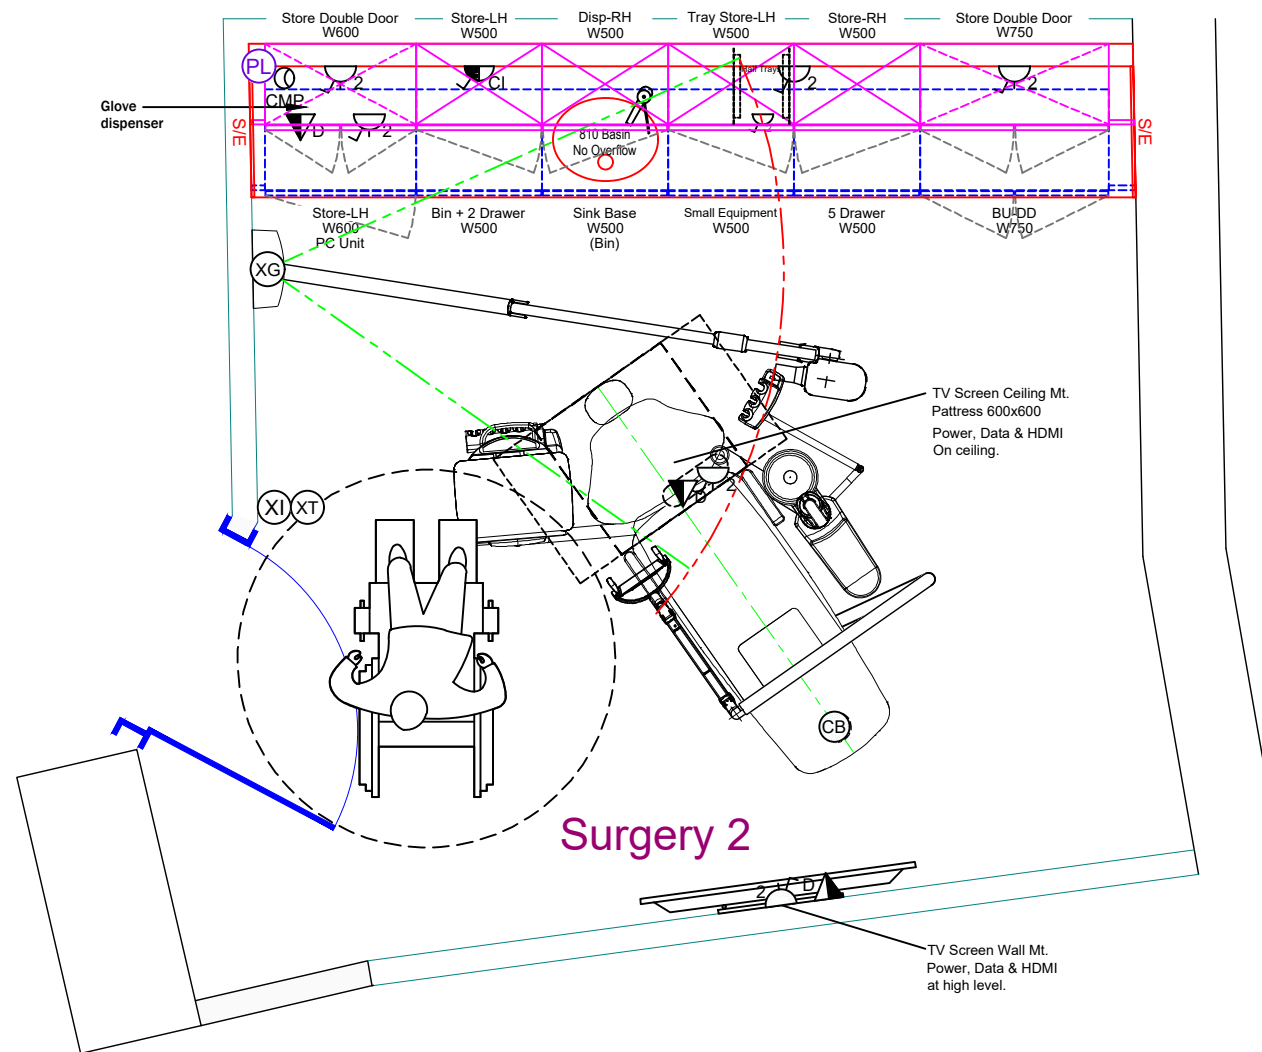 Store Double Door
W600
Store-LH
W500
Disp-RH
W500
Tray Store-LH
W500
Store-RH
W500
Store Double Door
W750
PL
2
CI
Half Trays
2
2
CMP
Glove
dispenser
D
2
2
S/E
S/E
810 Basin
No Overflow
Store-LH
W600
PC Unit
Bin + 2 Drawer
W500
Sink Base
W500
(Bin)
Small Equipment
W500
5 Drawer
W500
BU-DD
W750
XG
TV Screen Ceiling Mt.
Pattress 600x600
Power, Data & HDMI
On ceiling.
D
2
XI
XT
CB
Surgery 2
2
D
TV Screen Wall Mt.
Power, Data & HDMI
at high level.